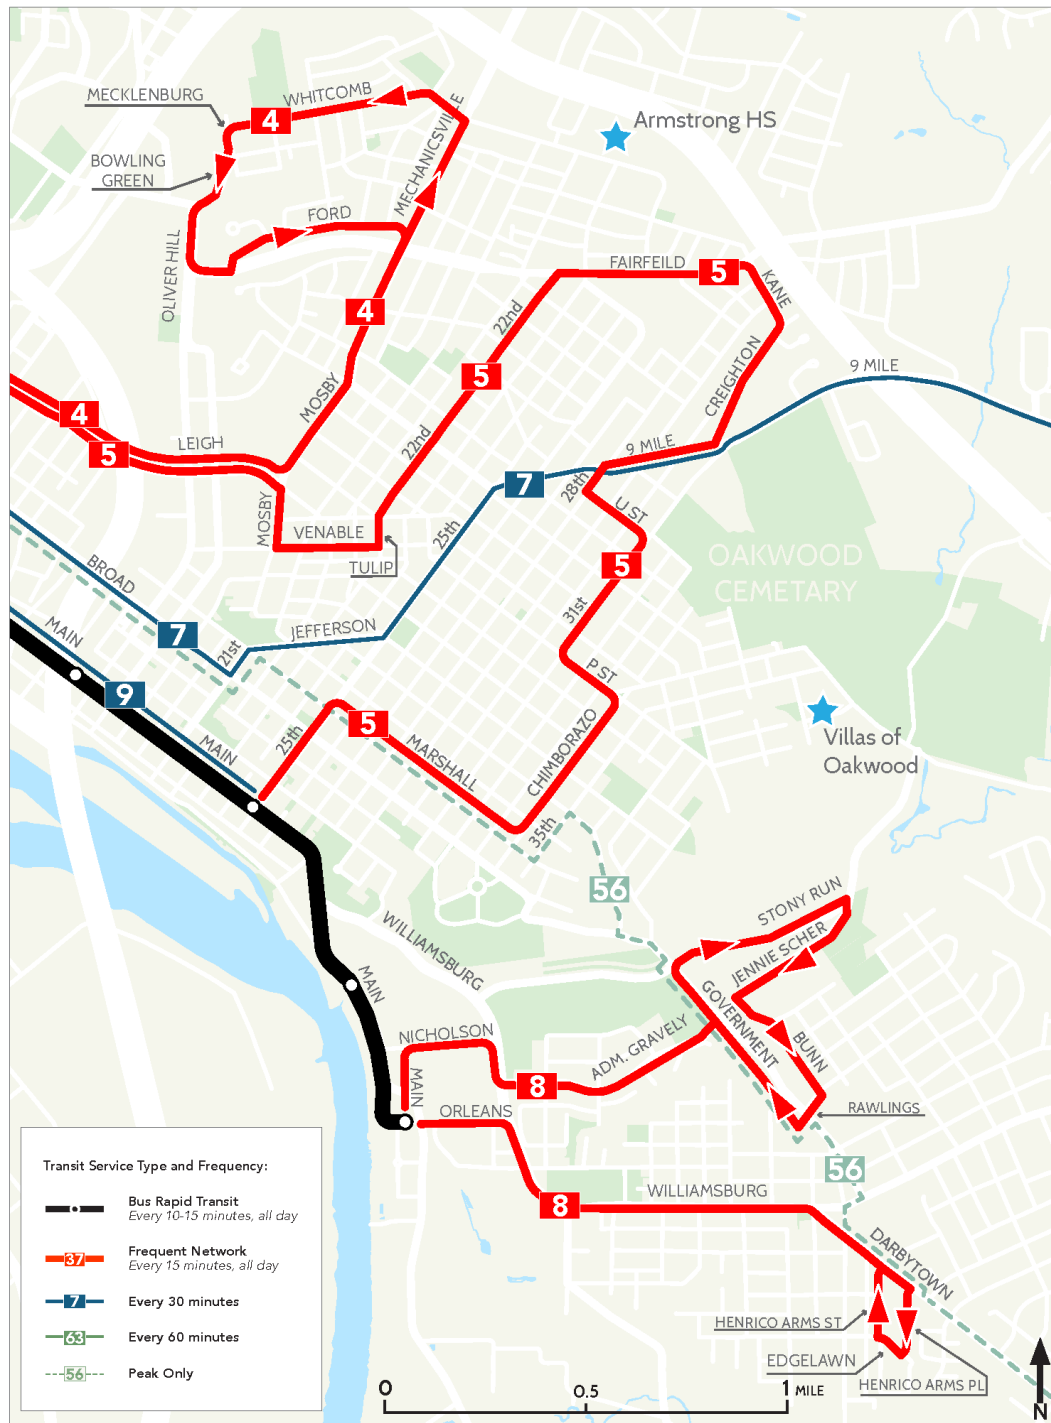 MECKLENBURG
WHITCOMB
4
Armstrong HS
MECHANICSVILLE
BOWLING
GREEN
FORD
OLIVER HILL
FAIRFEILD
5
KANE
22nd
4
9 MILE
5
CREIGHTON
MOSBY
4
22nd
LEIGH
5
9 MILE
7
28th
MOSBY
U ST
VENABLE
25th
OAKWOOD
CEMETARY
TULIP
5
BROAD
31st
MAIN
7
JEFFERSON
21st
P ST
9
5
25th
MAIN
MARSHALL
CHIMBORAZO
Villas of
Oakwood
35th
56
WILLIAMSBURG
STONY RUN
JENNIE SCHER
MAIN
GOVERNMENT
NICHOLSON
ADM. GRAVELY
BUNN
MAIN
8
ORLEANS
RAWLINGS
56
WILLIAMSBURG
8
DARBYTOWN
HENRICO ARMS ST
EDGELAWN
HENRICO ARMS PL
Transit Service Type and Frequency:
Bus Rapid Transit
Every 10-15 minutes, all day
37
Frequent Network
Every 15 minutes, all day
7
Every 30 minutes
63
Every 60 minutes
56
Peak Only
0
0.5
1 MILE
N